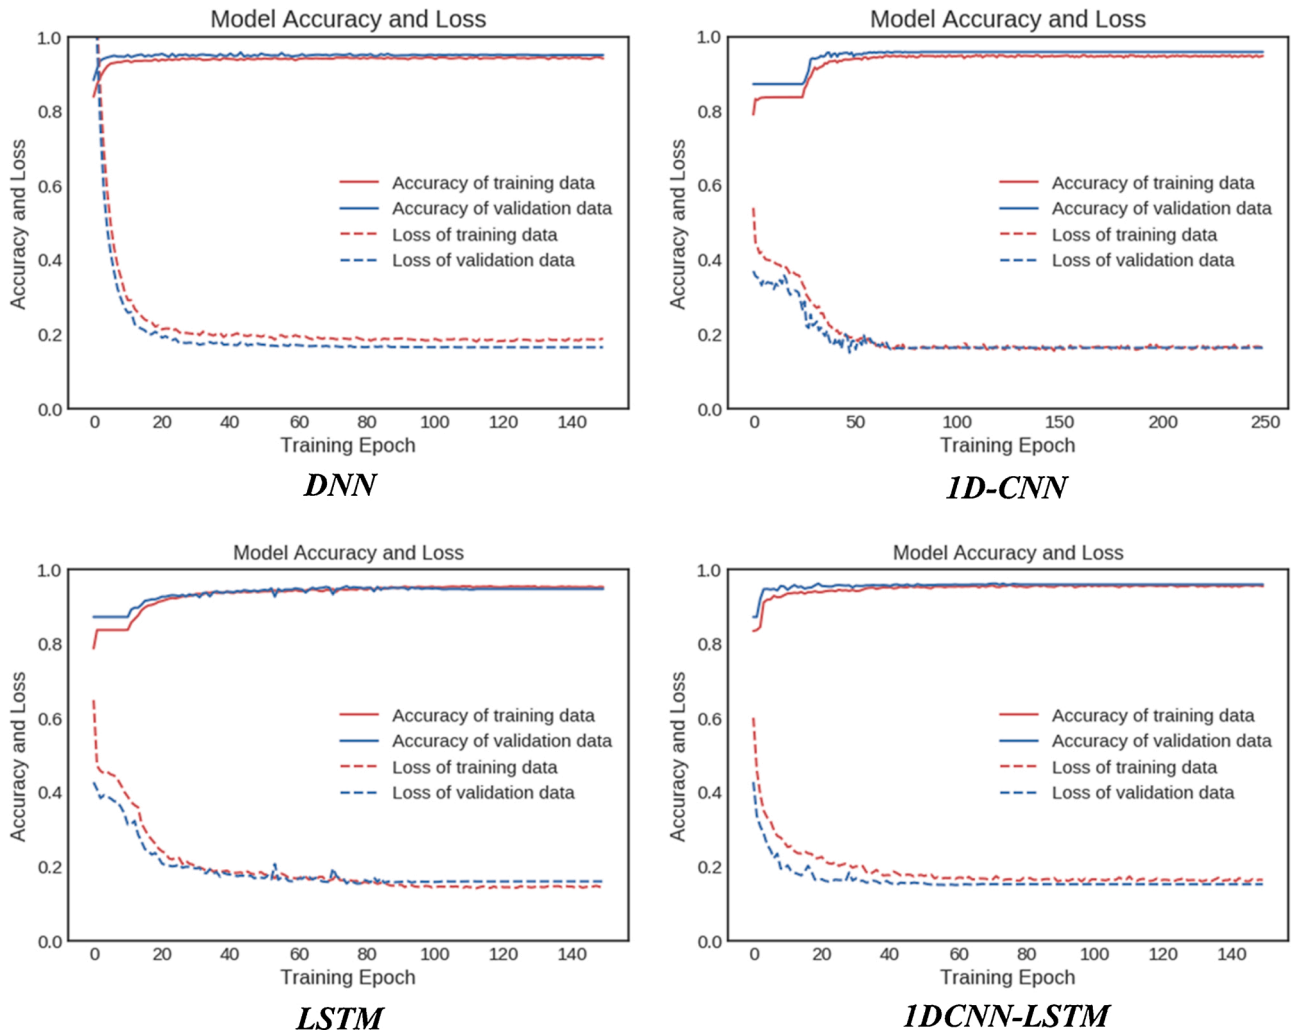 Model Accuracy and Loss
1.0
0.8
0.6
0.4
0.2
0.0
Accuracy and Loss
Accuracy of training data
Accuracy of validation data
Loss of training data
Loss of validation data
0 20 40 60 80 100 120 140
Training Epoch
DNN
Model Accuracy and Loss
1.0
0.8
0.6
0.4
0.2
0.0
Accuracy and Loss
Accuracy of training data
Accuracy of validation data
Loss of training data
Loss of validation data
0 50 100 150 200 250
Training Epoch
1D-CNN
Model Accuracy and Loss
1.0
0.8
0.6
0.4
0.2
0.0
Accuracy and Loss
Accuracy of training data
Accuracy of validation data
Loss of training data
Loss of validation data
0 20 40 60 80 100 120 140
Training Epoch
LSTM
Model Accuracy and Loss
1.0
0.8
0.6
0.4
0.2
0.0
Accuracy and Loss
Accuracy of training data
Accuracy of validation data
Loss of training data
Loss of validation data
0 20 40 60 80 100 120 140
Training Epoch
1DCNN-LSTM